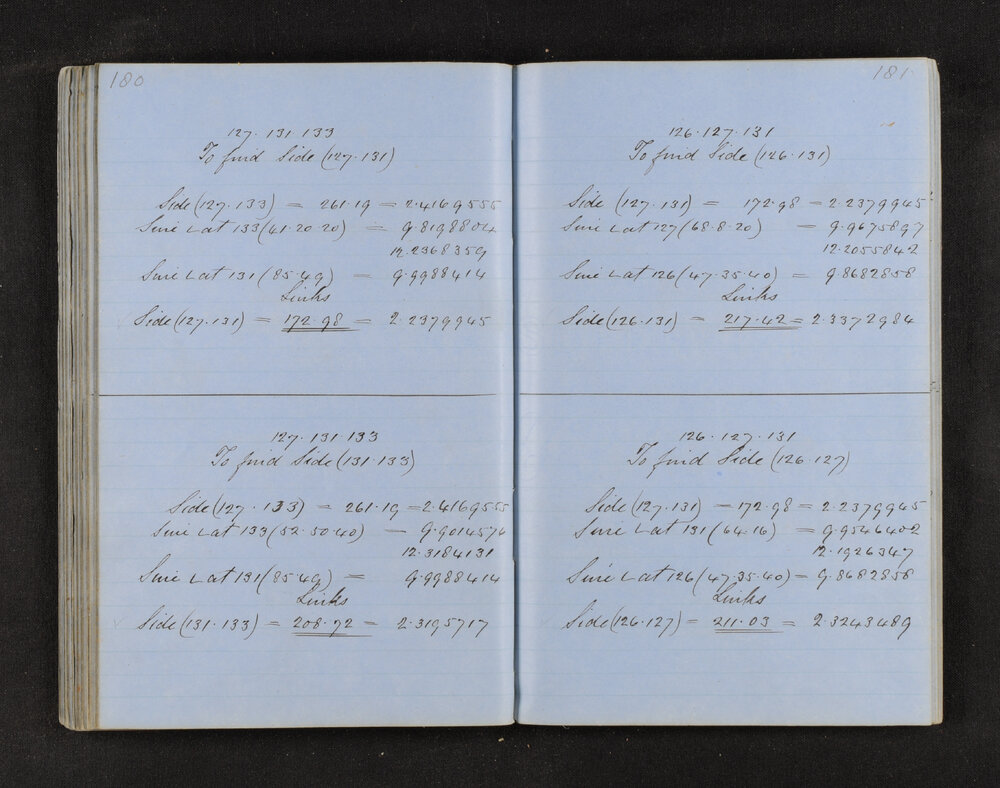 180
127. 131 133
To find Side (127.131)
Side (127.133) = 261.19 = 2.4169555
Sine ∠ at 133 (41.20.20) = 9.8198804
12.2368359
Sine ∠ at 131 (85.49) = 9.9988414
Links
Side (127.131) = 172.98 = 2.2379945
127. 131. 133
To find Side (131.133)
Side (127. 133) = 261.19 = 2.4169555
Sine ∠ at 133 (52.50.40) = 9.9014576
12.3184131
Sine ∠ at 131 (85.49) = 9.9988414
Links
Side (131.133) = 208.72 = 2.3195717
181
126. 127. 131
To find Side (126.131)
Side (127.131) = 172.98 = 2.2379945
Sine ∠ at 127 (68.8.20) = 9.9675897
12.2055842
Sine ∠ at 126 (47.35.40) = 9.8682858
Links
Side (126.131) = 217.42 = 2.3372984
126. 127. 131
To find Side (126.127)
Side (127.131) = 172.98 = 2.2379945
Sine ∠ at 131 (64.16) = 9.9546402
12.1926347
Sine ∠ at 126 (47.35.40) = 9.8682858
Links
Side (126.127) = 211.03 = 2.3243489